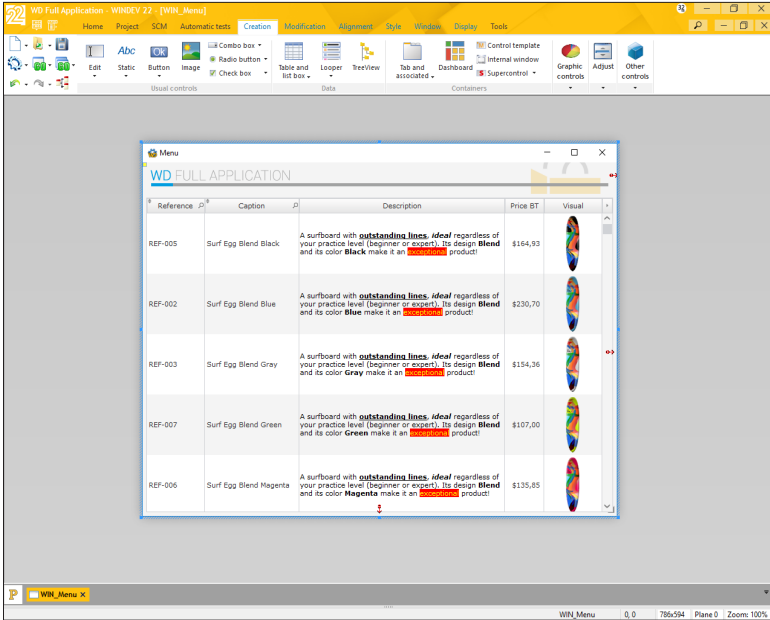 22 WD Full Application - WINDEV 22 - [WIN_Menu]
32
Home Project SCM Automatic tests Creation Modification Alignment Style Window Display Tools
Edit
Abc
Static
Ok
Button
Image
Combo box
Radio button
Check box
Usual controls
Table and
list box
Looper
TreeView
Data
Tab and
associated
Dashboard
Control template
Internal window
Supercontrol
Containers
Graphic
controls
Adjust
Other
controls
Menu
WD FULL APPLICATION
Reference Caption Description Price BT Visual
REF-005 Surf Egg Blend Black
A surfboard with outstanding lines, ideal regardless of
your practice level (beginner or expert). Its design Blend
and its color Black make it an exceptional product!
$164,93
REF-002 Surf Egg Blend Blue
A surfboard with outstanding lines, ideal regardless of
your practice level (beginner or expert). Its design Blend
and its color Blue make it an exceptional product!
$230,70
REF-003 Surf Egg Blend Gray
A surfboard with outstanding lines, ideal regardless of
your practice level (beginner or expert). Its design Blend
and its color Gray make it an exceptional product!
$154,36
REF-007 Surf Egg Blend Green
A surfboard with outstanding lines, ideal regardless of
your practice level (beginner or expert). Its design Blend
and its color Green make it an exceptional product!
$107,00
REF-006 Surf Egg Blend Magenta
A surfboard with outstanding lines, ideal regardless of
your practice level (beginner or expert). Its design Blend
and its color Magenta make it an exceptional product!
$135,85
P WIN_Menu X
WIN_Menu 0, 0 786x594 Plane 0 Zoom: 100%